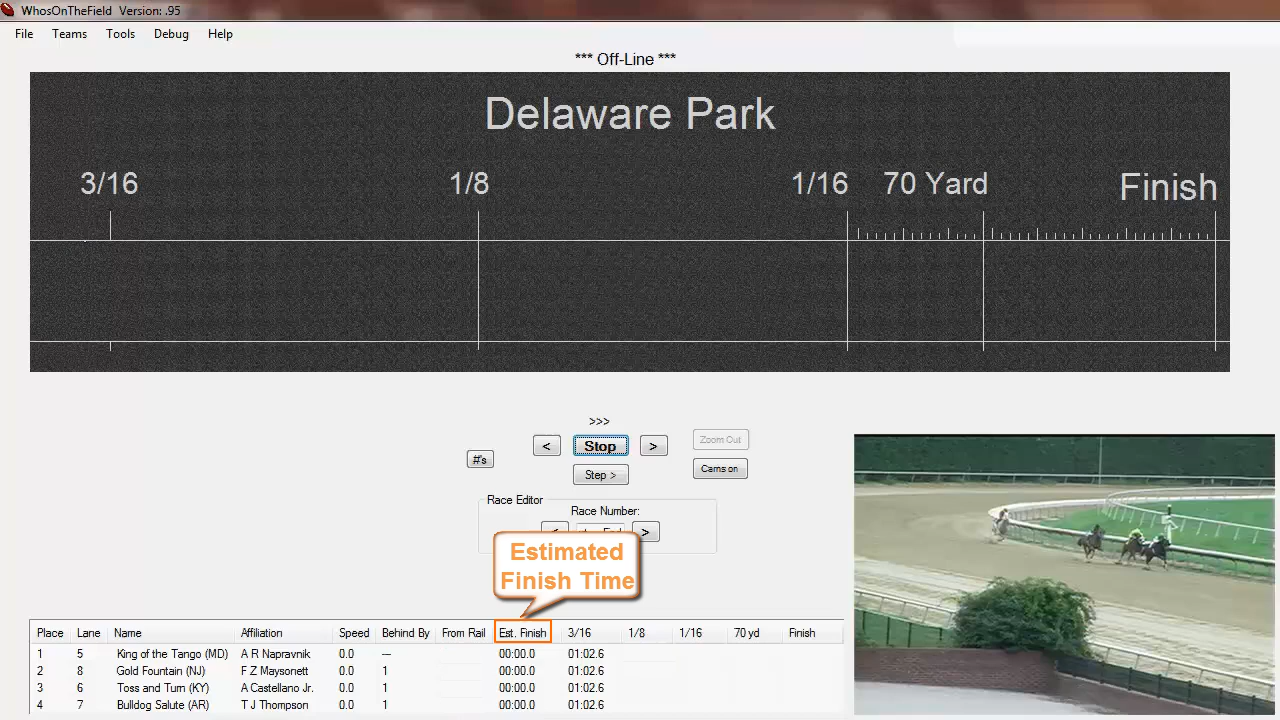 WhosOnTheField Version: .95
File Teams Tools Debug Help
*** Off-Line ***
Delaware Park
3/16 1/8 1/16 70 Yard Finish
>>>
< Stop > Zoom Out
#'s Step > Cams on
Race Editor
Race Number:
< >
Estimated
Finish Time
Place Lane Name Affiliation Speed Behind By From Rail Est. Finish 3/16 1/8 1/16 70 yd Finish
1 5 King of the Tango (MD) A R Napravnik 0.0 --- 00:00.0 01:02.6
2 8 Gold Fountain (NJ) F Z Maysonett 0.0 1 00:00.0 01:02.6
3 6 Toss and Turn (KY) A Castellano Jr. 0.0 1 00:00.0 01:02.6
4 7 Bulldog Salute (AR) T J Thompson 0.0 1 00:00.0 01:02.6